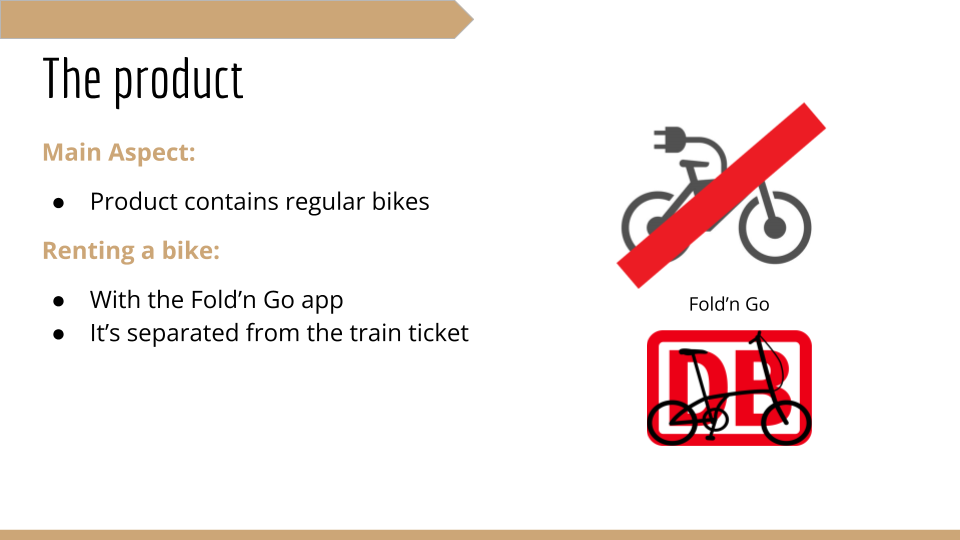 The product
Main Aspect:
● Product contains regular bikes
Renting a bike:
● With the Fold’n Go app
● It’s separated from the train ticket
Fold’n Go
DB